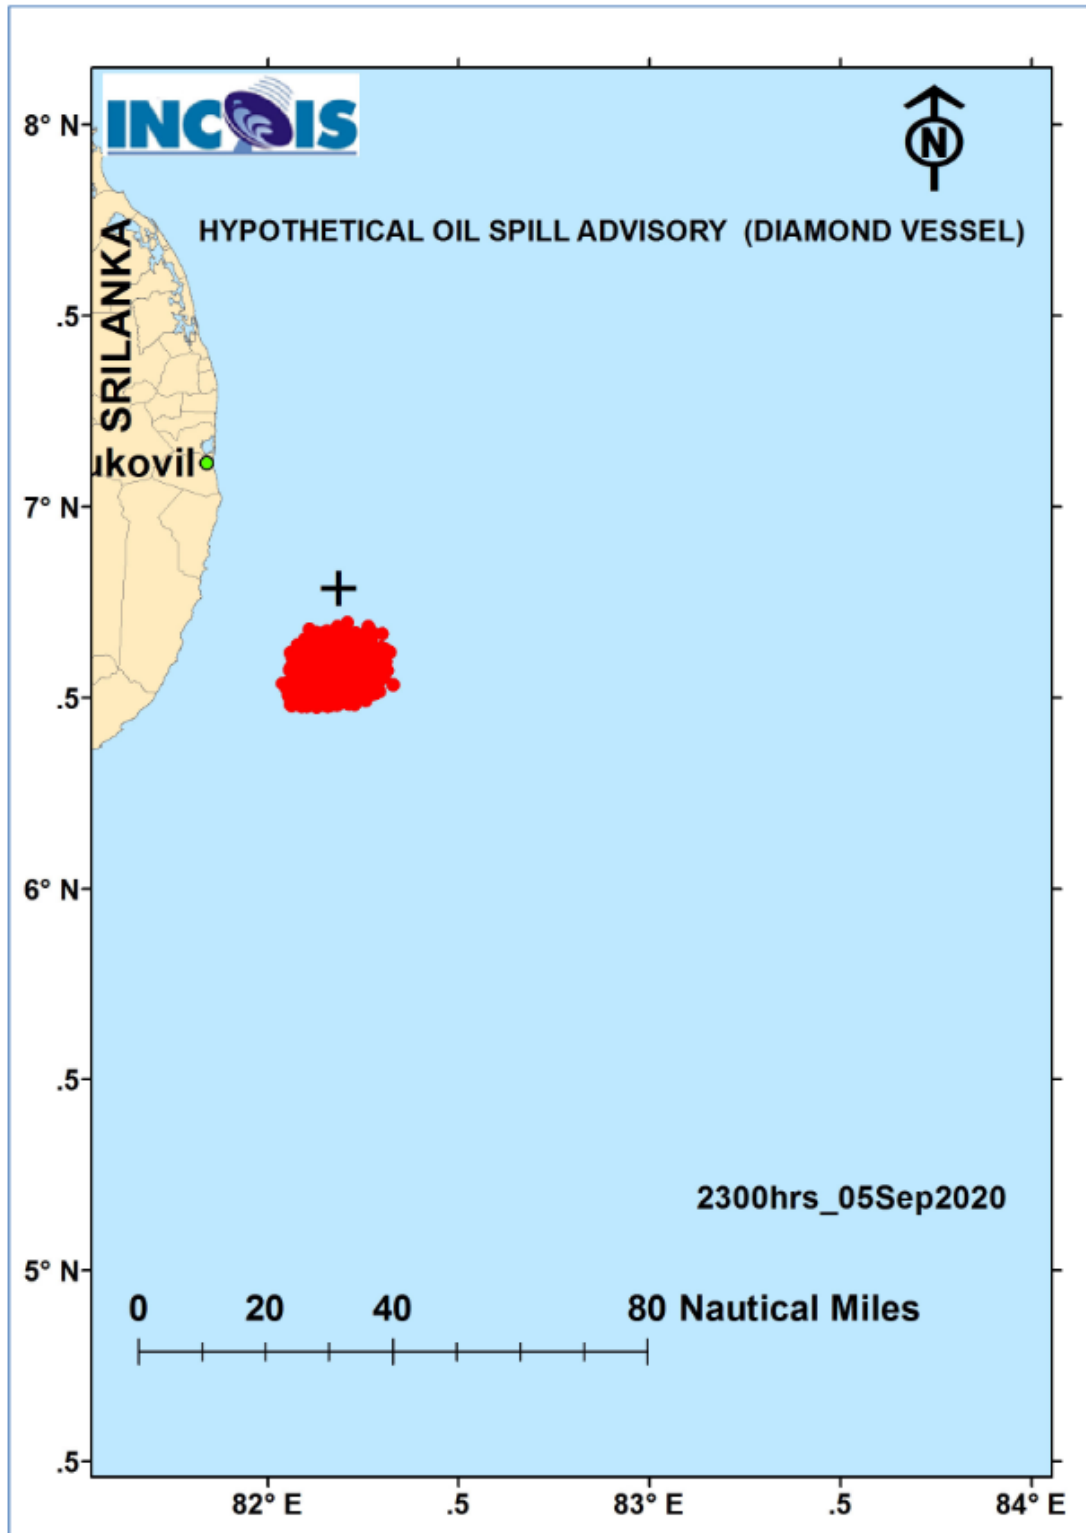 INCOIS
N
8° N
HYPOTHETICAL OIL SPILL ADVISORY (DIAMOND VESSEL)
SRILANKA
.5
ukovil
7° N
.5
6° N
.5
2300hrs_05Sep2020
5° N
0 20 40 80 Nautical Miles
.5
82° E .5 83° E .5 84° E